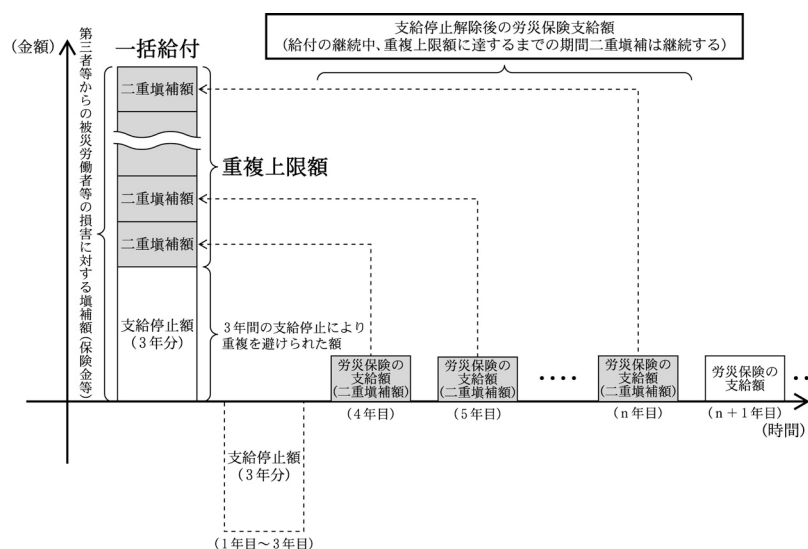 支給停止解除後の労災保険支給額
(給付の継続中、重複上限額に達するまでの期間二重塡補は継続する)
(金額)
第三者等からの被災労働者等の損害に対する塡補額(保険金等)
一括給付
二重塡補額
重複上限額
二重塡補額
二重塡補額
支給停止額
(3年分)
3年間の支給停止により
重複を避けられた額
労災保険の
支給額
(二重塡補額)
労災保険の
支給額
(二重塡補額)
‥‥
労災保険の
支給額
(二重塡補額)
労災保険の
支給額
‥
(4年目)
(5年目)
(n年目)
(n+1年目)
(時間)
支給停止額
(3年分)
(1年目~3年目)